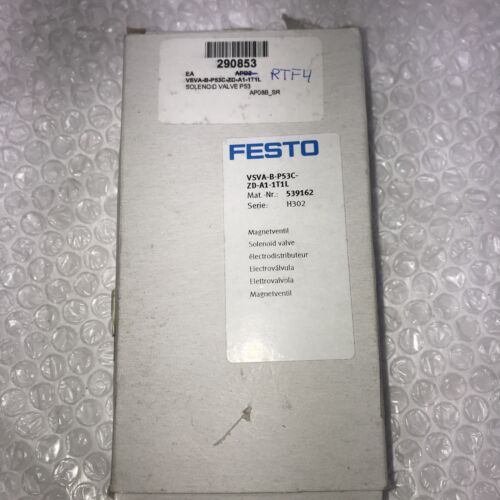 290853
EA APD2 RTF4
VSVA-B-P53C-ZD-A1-1T1L
SOLENOID VALVE P53
AP08B_SR
FESTO
VSVA-B-P53C-
ZD-A1-1T1L
Mat.-Nr.: 539162
Serie: H302
Magnetventil
Solenoid valve
électrodistributeur
Electroválvula
Elettrovalvola
Magnetventil